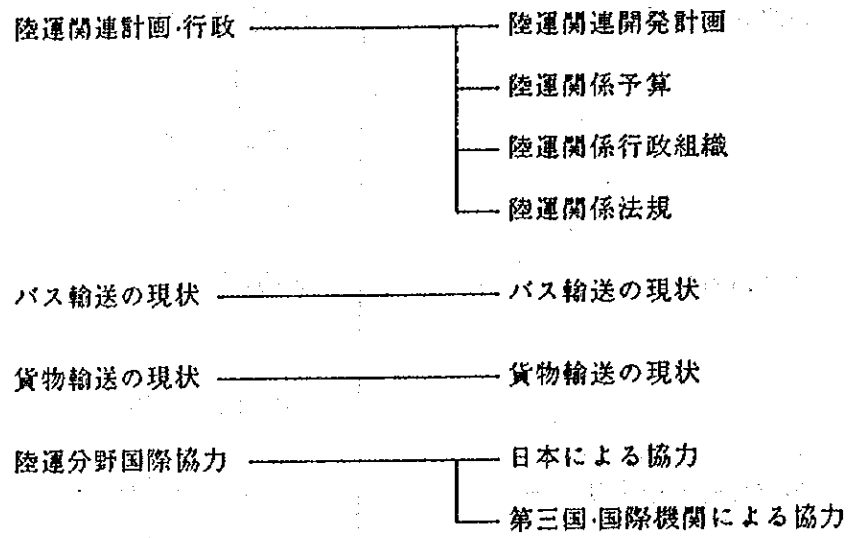 陸運関連計画·行政 陸運関連開発計画
陸運関係予算
陸運関係行政組織
陸運関係法規
バス輸送の現状 バス輸送の現状
貨物輸送の現状 貨物輸送の現状
陸運分野国際協力 日本による協力
第三国·国際機関による協力